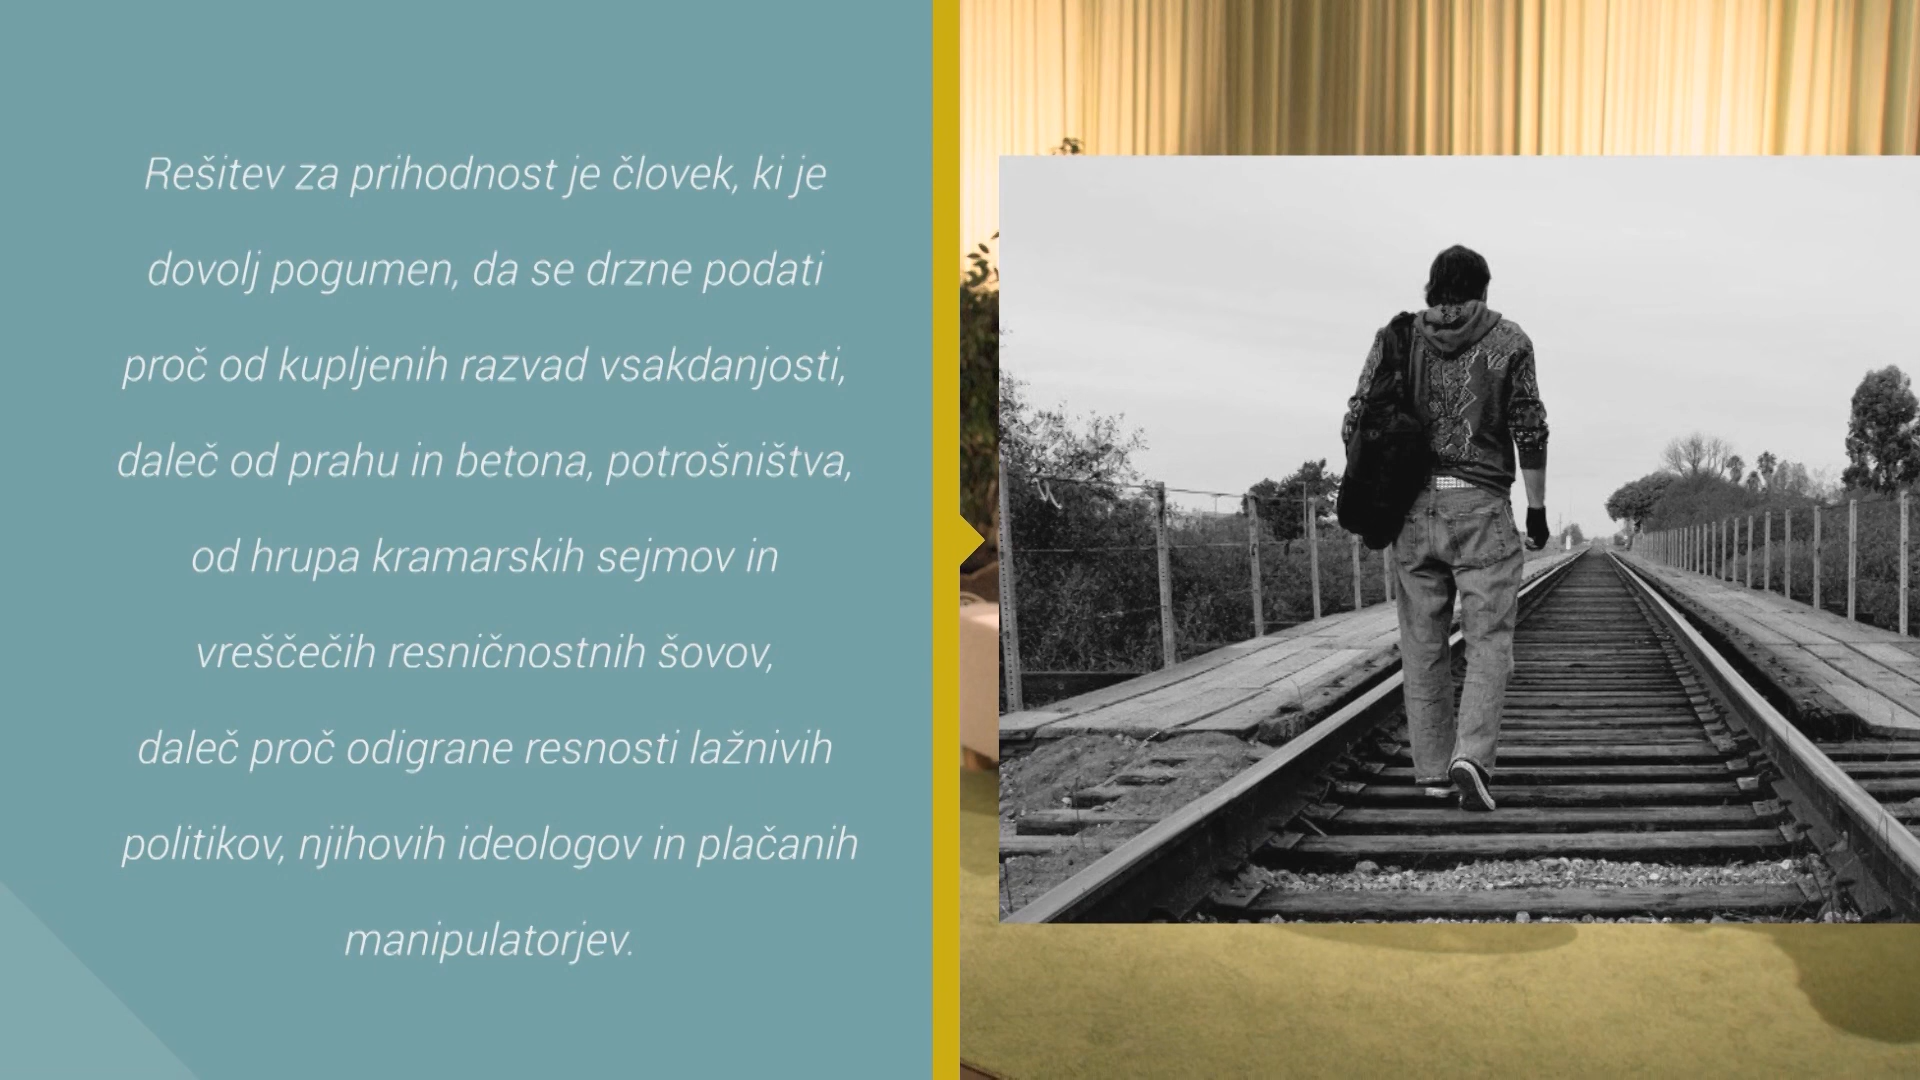 Rešitev za prihodnost je človek, ki je
dovolj pogumen, da se drzne podati
proč od kupljenih razvad vsakdanjosti,
daleč od prahu in betona, potrošništva,
od hrupa kramarskih sejmov in
vreščečih resničnostnih šovov,
daleč proč odigrane resnosti lažnivih
politikov, njihovih ideologov in plačanih
manipulatorjev.